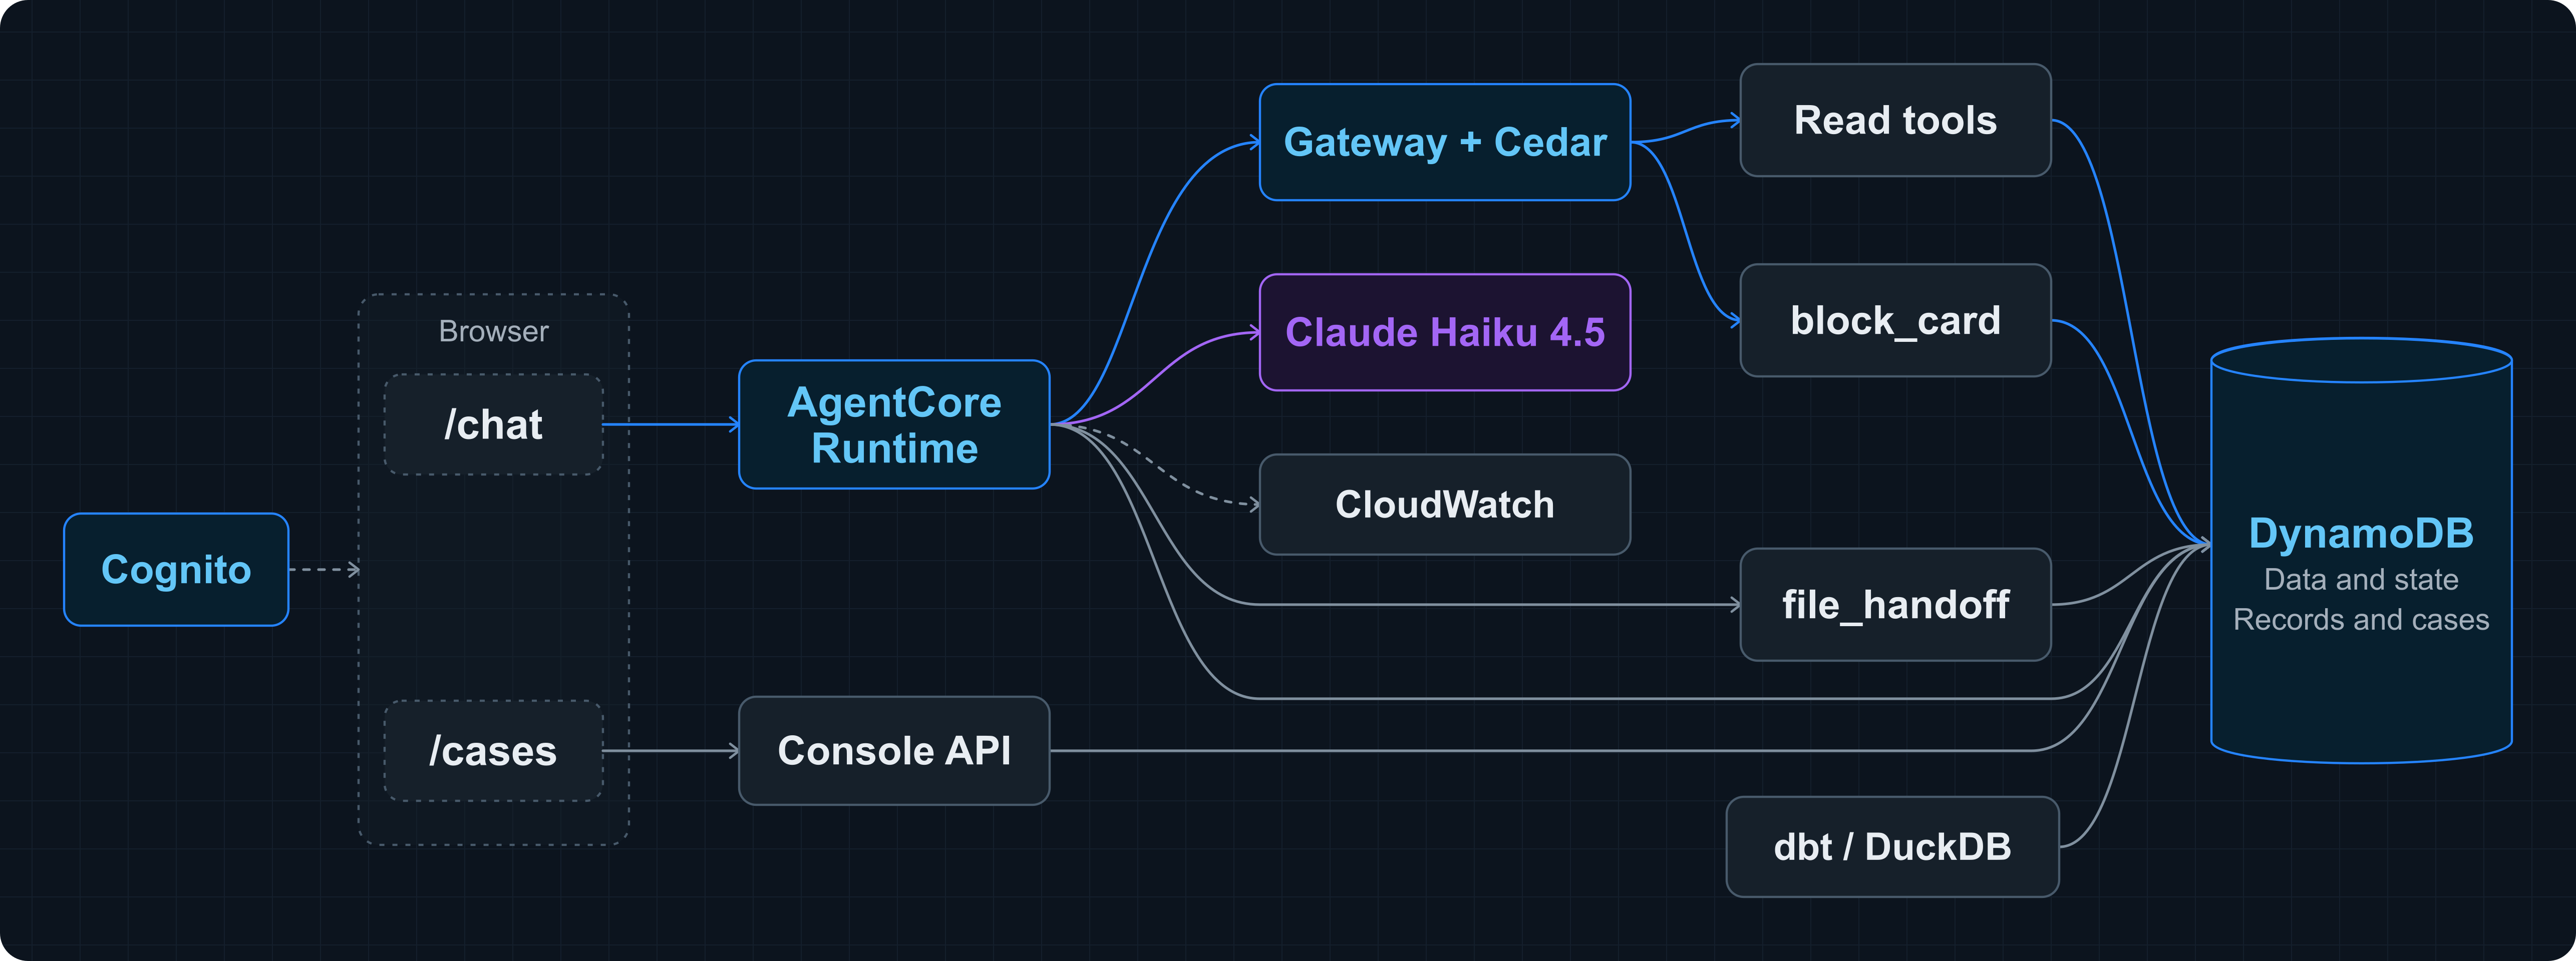 Cognito
Browser
/chat
/cases
AgentCore
Runtime
Console API
Gateway + Cedar
Claude Haiku 4.5
CloudWatch
Read tools
block_card
file_handoff
dbt / DuckDB
DynamoDB
Data and state
Records and cases